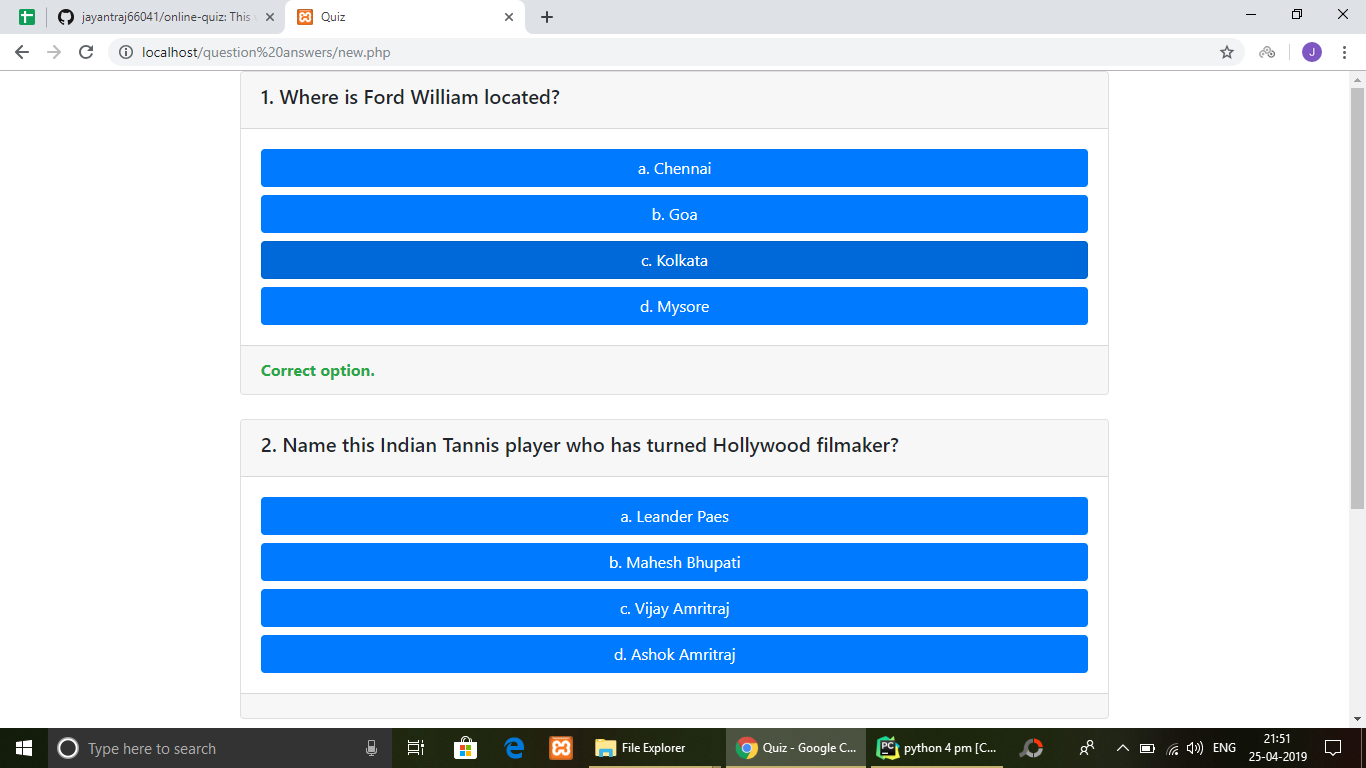 jayantraj66041/online-quiz: This
Quiz
localhost/question%20answers/new.php
J
1. Where is Ford William located?
a. Chennai
b. Goa
c. Kolkata
d. Mysore
Correct option.
2. Name this Indian Tannis player who has turned Hollywood filmaker?
a. Leander Paes
b. Mahesh Bhupati
c. Vijay Amritraj
d. Ashok Amritraj
Type here to search
File Explorer
Quiz - Google C...
PC
python 4 pm [C...
ENG
21:51
25-04-2019